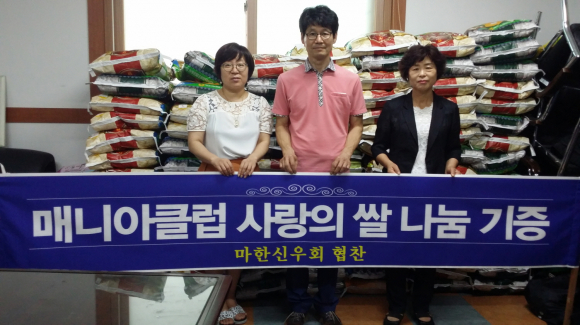 매니아클럽 사랑의 쌀 나눔 기증
마한신우회 협찬